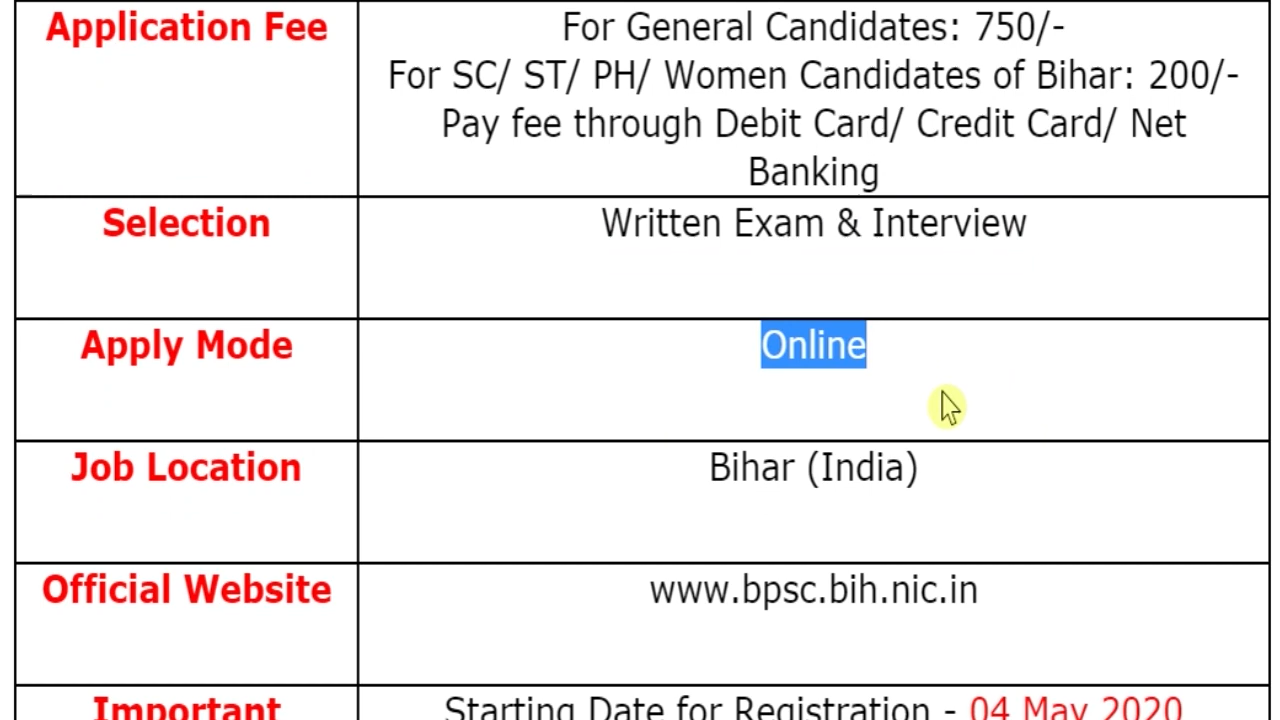 Application Fee
For General Candidates: 750/-
For SC/ ST/ PH/ Women Candidates of Bihar: 200/-
Pay fee through Debit Card/ Credit Card/ Net
Banking
Selection
Written Exam & Interview
Apply Mode
Online
Job Location
Bihar (India)
Official Website
www.bpsc.bih.nic.in
Important
Starting Date for Registration - 04 May 2020